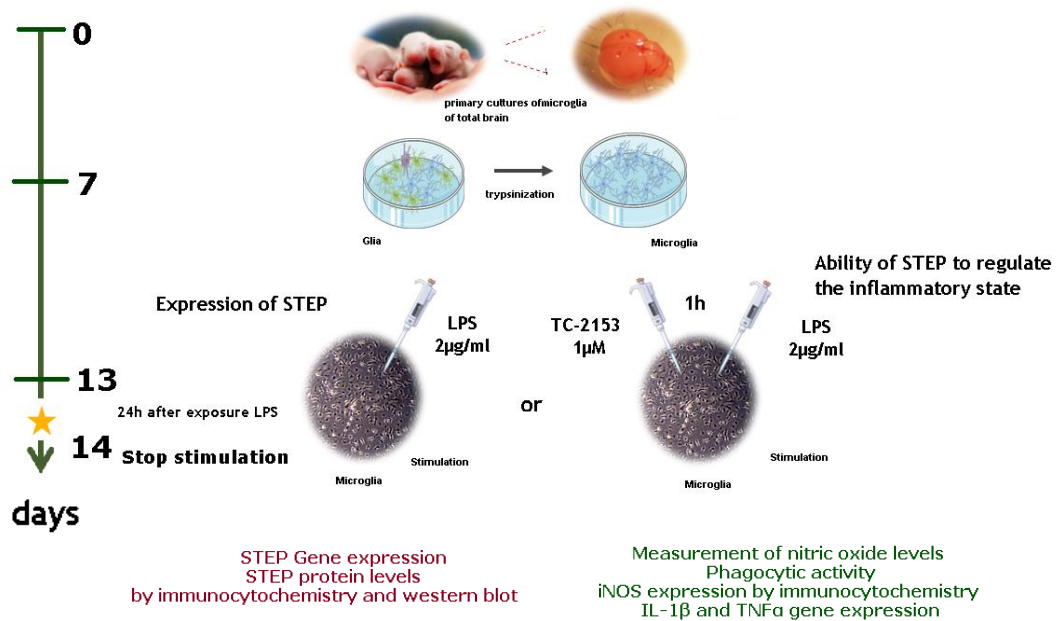 0
primary cultures ofmicroglia
of total brain
7
trypsinization
Glia
Microglia
Ability of STEP to regulate
the inflammatory state
Expression of STEP
LPS
2µg/ml
TC-2153
1µM
1h
LPS
2µg/ml
13
24h after exposure LPS
or
14 Stop stimulation
Stimulation
Microglia
Stimulation
Microglia
days
STEP Gene expression
STEP protein levels
by immunocytochemistry and western blot
Measurement of nitric oxide levels
Phagocytic activity
iNOS expression by immunocytochemistry
IL-1β and TNFα gene expression